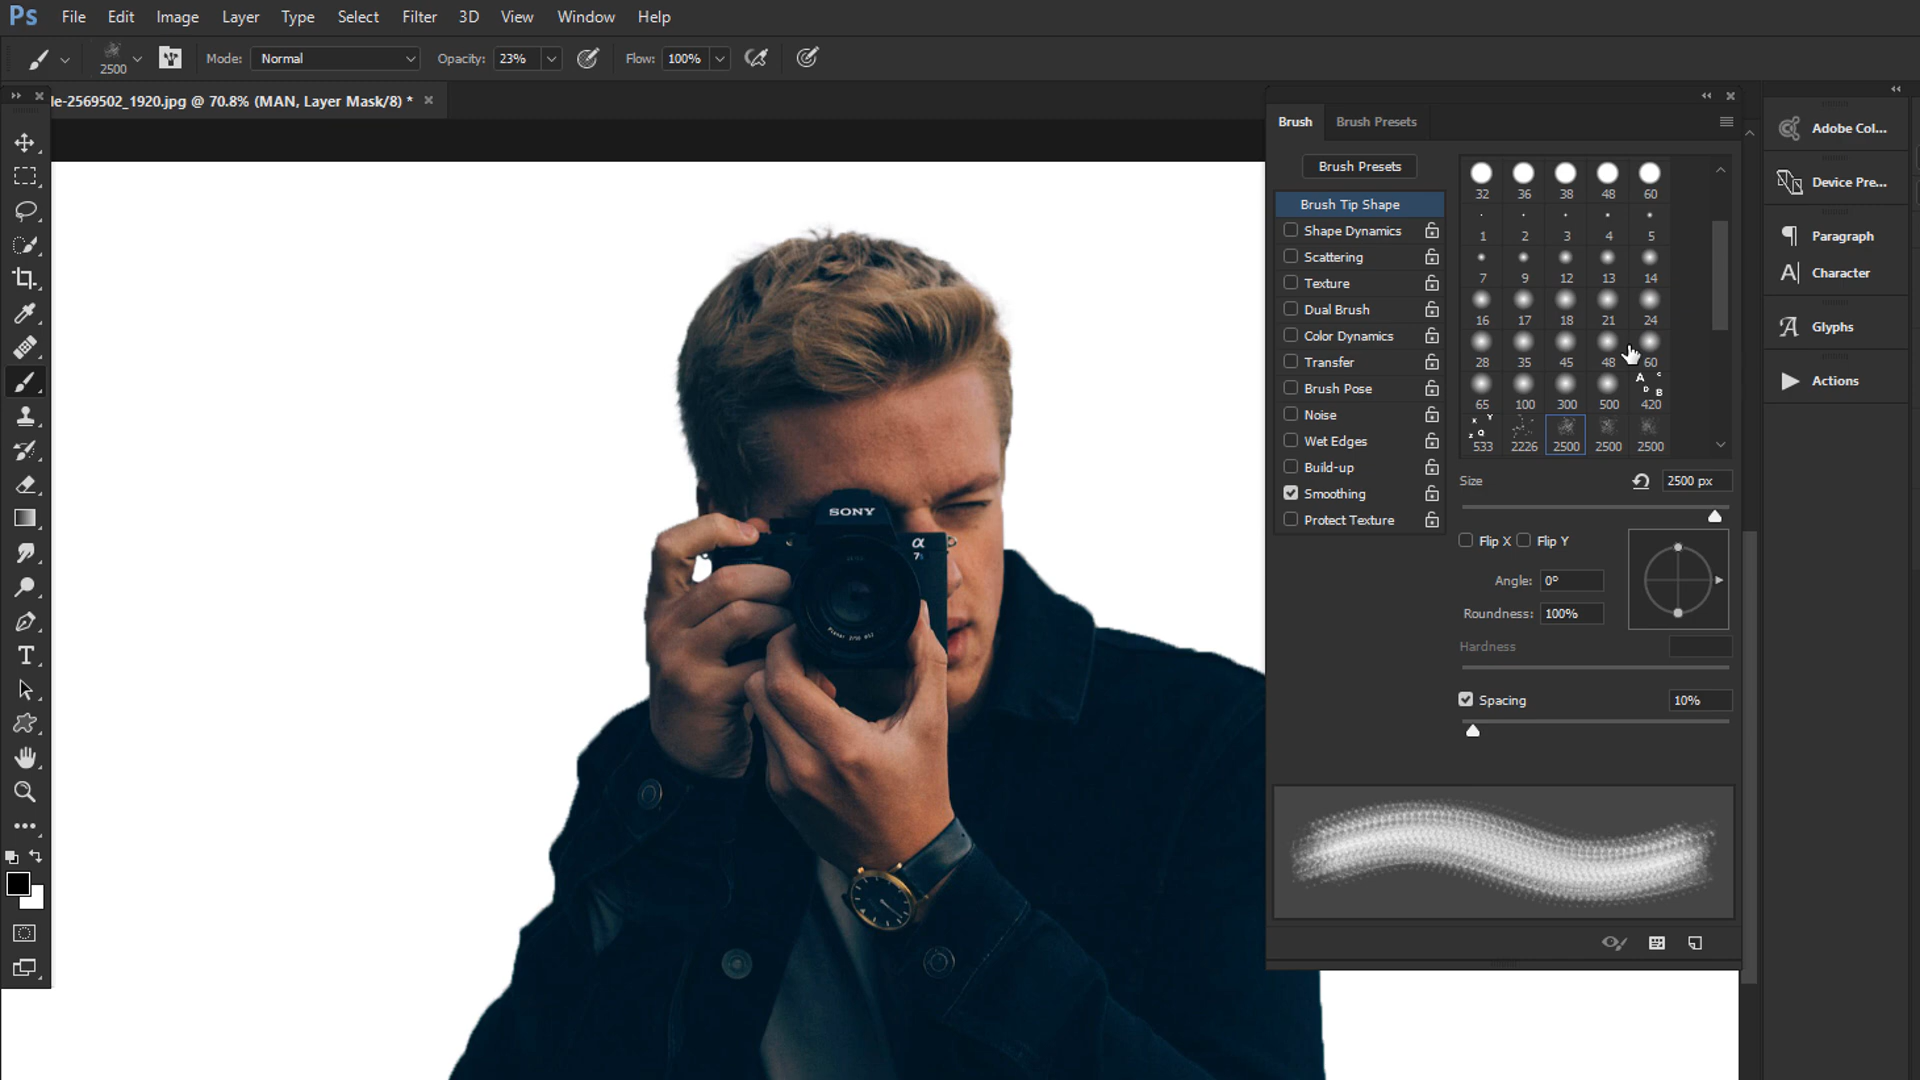 Ps File Edit Image Layer Type Select Filter 3D View Window Help
2500 Mode: Normal Opacity: 23% Flow: 100%
le-2569502_1920.jpg @ 70.8% (MAN, Layer Mask/8) *
Brush Brush Presets
Brush Presets
Brush Tip Shape
Shape Dynamics
Scattering
Texture
Dual Brush
Color Dynamics
Transfer
Brush Pose
Noise
Wet Edges
Build-up
Smoothing
Protect Texture
32 36 38 48 60
1 2 3 4 5
7 9 12 13 14
16 17 18 21 24
28 35 45 48 60
65 100 300 500 420
533 2226 2500 2500 2500
Size 2500 px
Flip X Flip Y
Angle: 0º
Roundness: 100%
Hardness
Spacing 10%
Adobe Col...
Device Pre...
Paragraph
Character
Glyphs
Actions
SONY
α
7s